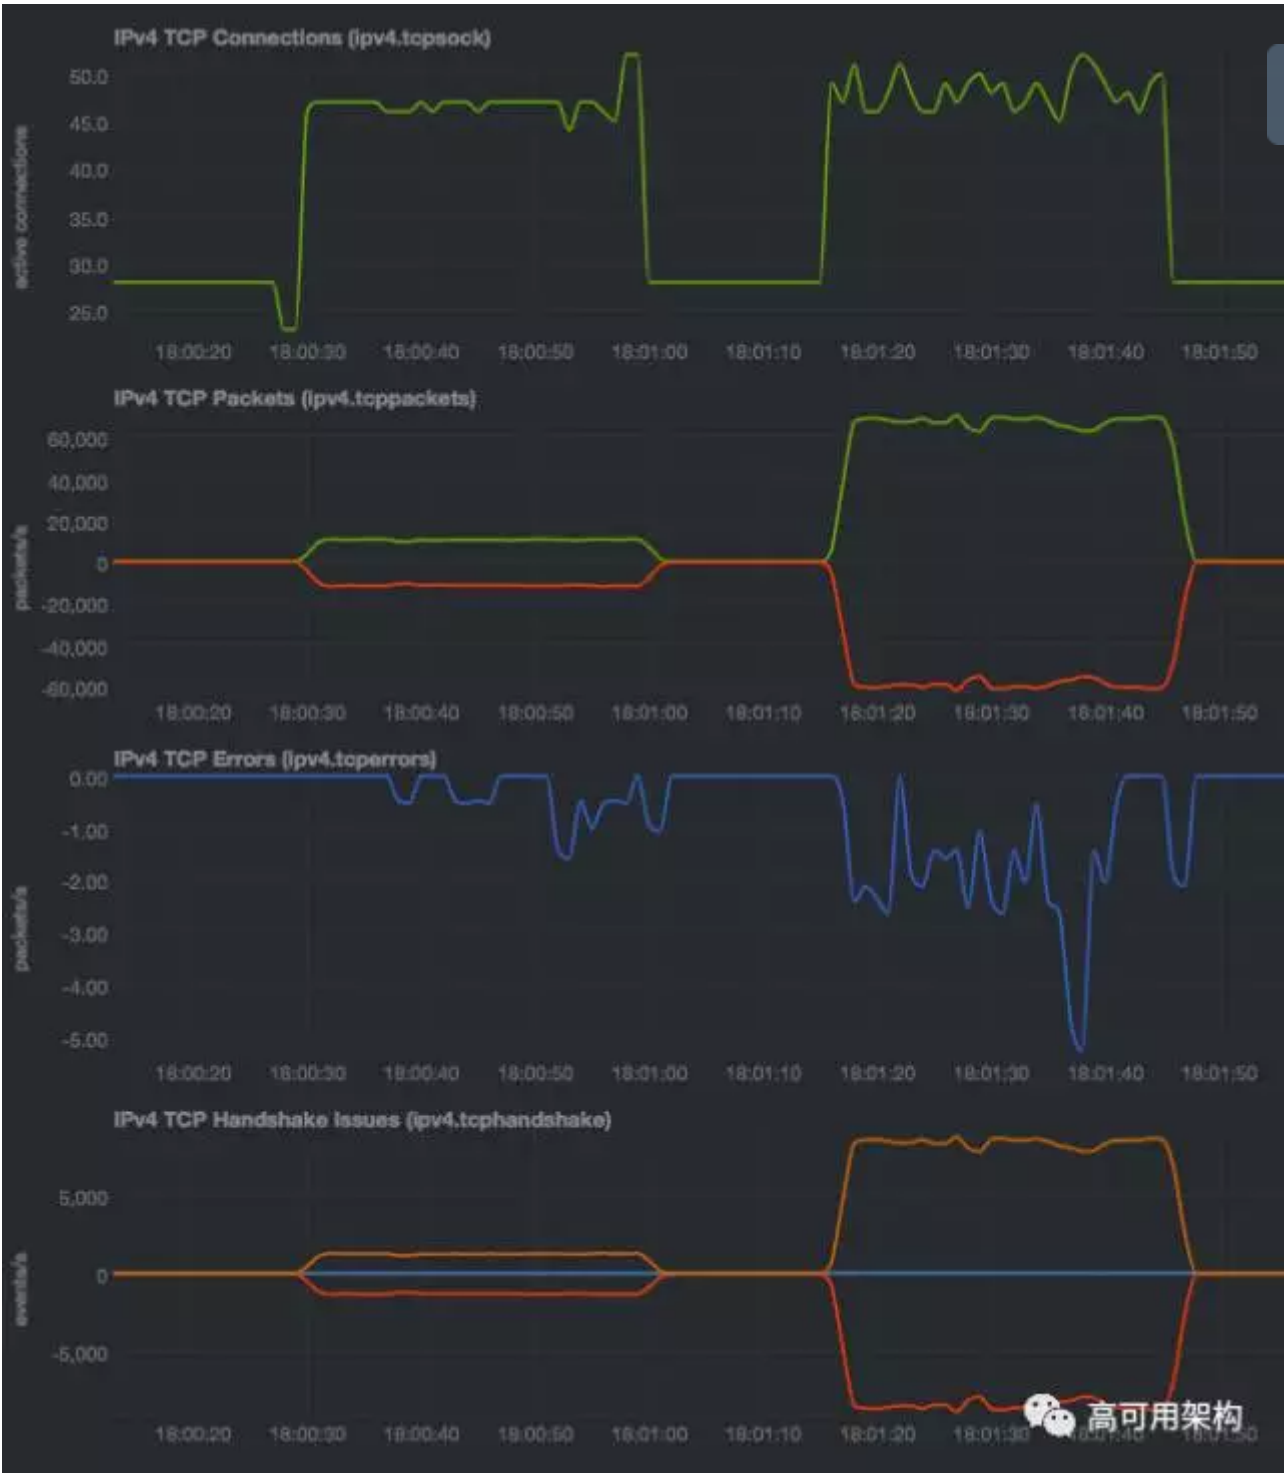 IPv4 TCP Connections (ipv4.tcpsock)
active connections
50.0
45.0
40.0
35.0
30.0
25.0
18:00:20 18:00:30 18:00:40 18:00:50 18:01:00 18:01:10 18:01:20 18:01:30 18:01:40 18:01:50
IPv4 TCP Packets (ipv4.tcppackets)
packets/s
60,000
40,000
20,000
0
-20,000
-40,000
-60,000
18:00:20 18:00:30 18:00:40 18:00:50 18:01:00 18:01:10 18:01:20 18:01:30 18:01:40 18:01:50
IPv4 TCP Errors (ipv4.tcperrors)
packets/s
0.00
-1.00
-2.00
-3.00
-4.00
-5.00
18:00:20 18:00:30 18:00:40 18:00:50 18:01:00 18:01:10 18:01:20 18:01:30 18:01:40 18:01:50
IPv4 TCP Handshake Issues (ipv4.tcphandshake)
events/s
5,000
0
-5,000
18:00:20 18:00:30 18:00:40 18:00:50 18:01:00 18:01:10 18:01:20 18:01:30 18:01:40 18:01:50
高可用架构